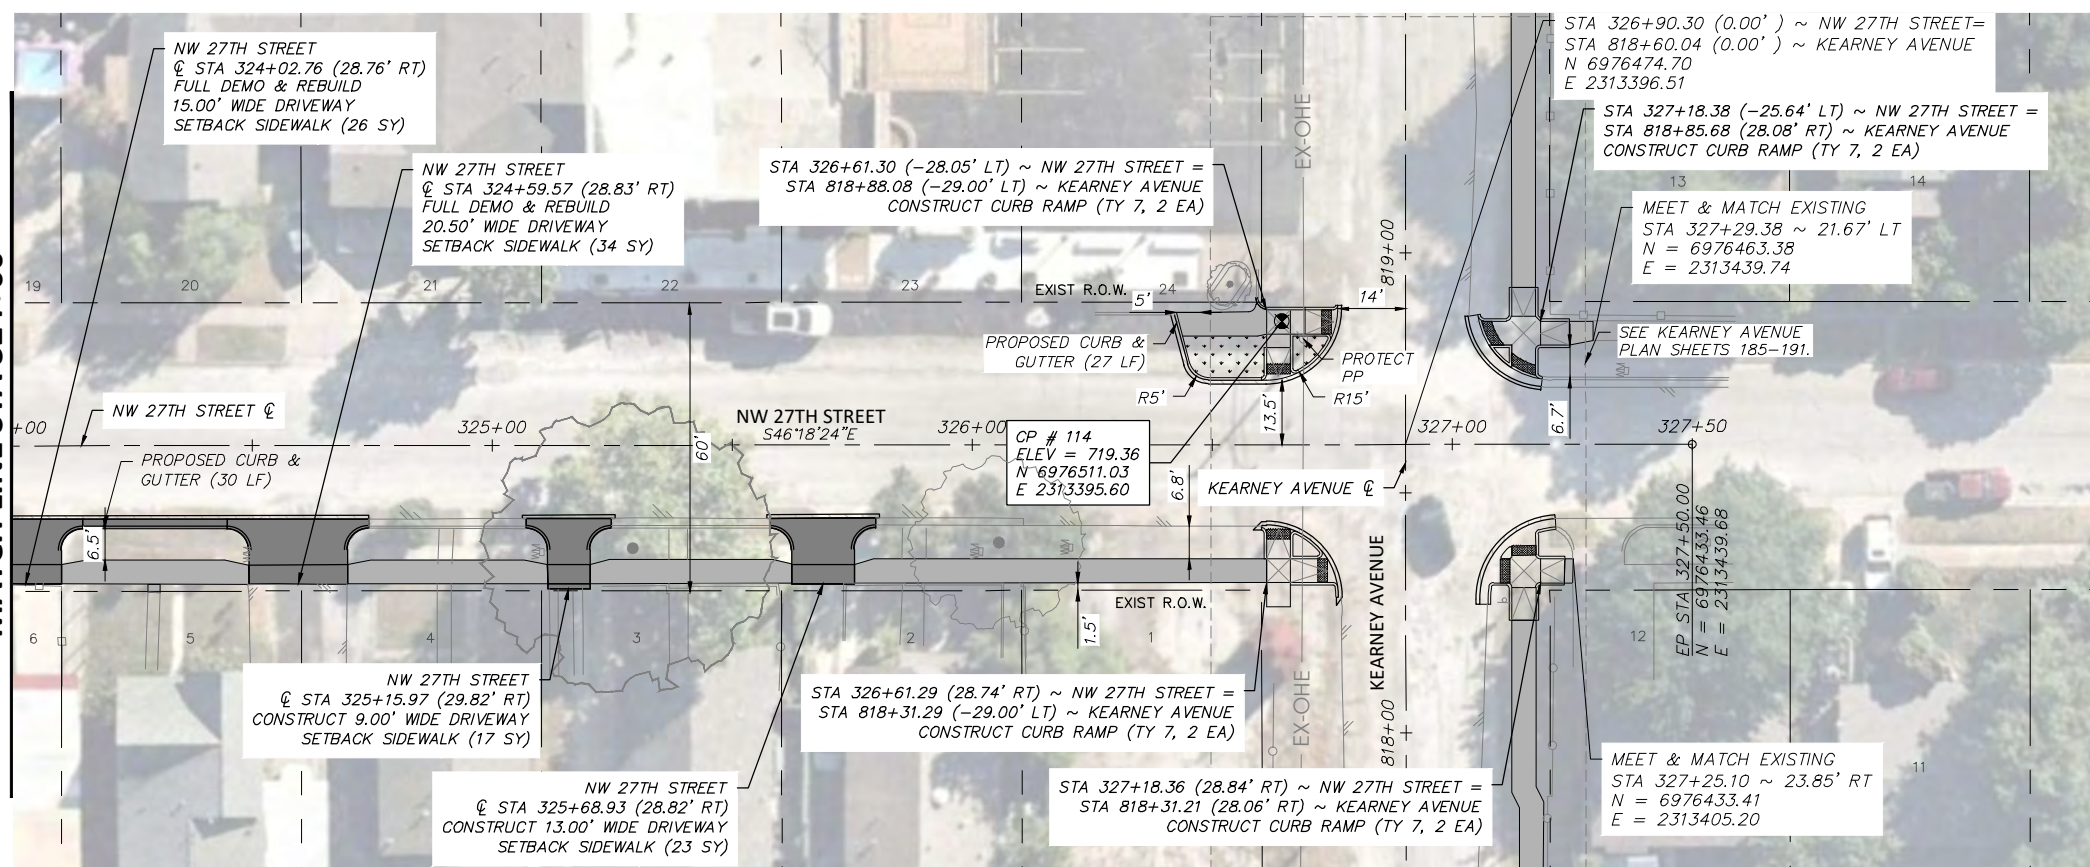 NW 27TH STREET
℄ STA 324+02.76 (28.76' RT)
FULL DEMO & REBUILD
15.00' WIDE DRIVEWAY
SETBACK SIDEWALK (26 SY)
NW 27TH STREET
℄ STA 324+59.57 (28.83' RT)
FULL DEMO & REBUILD
20.50' WIDE DRIVEWAY
SETBACK SIDEWALK (34 SY)
STA 326+61.30 (-28.05' LT) ~ NW 27TH STREET =
STA 818+88.08 (-29.00' LT) ~ KEARNEY AVENUE
CONSTRUCT CURB RAMP (TY 7, 2 EA)
EX-OHE
STA 326+90.30 (0.00' ) ~ NW 27TH STREET=
STA 818+60.04 (0.00' ) ~ KEARNEY AVENUE
N 6976474.70
E 2313396.51
STA 327+18.38 (-25.64' LT) ~ NW 27TH STREET =
STA 818+85.68 (28.08' RT) ~ KEARNEY AVENUE
CONSTRUCT CURB RAMP (TY 7, 2 EA)
13
14
MEET & MATCH EXISTING
STA 327+29.38 ~ 21.67' LT
N = 6976463.38
E = 2313439.74
819+00
19
20
21
22
23
24
EXIST R.O.W.
5'
14'
PROPOSED CURB &
GUTTER (27 LF)
PROTECT
PP
R5'
R15'
SEE KEARNEY AVENUE
PLAN SHEETS 185-191.
WM
NW 27TH STREET ℄
+00
325+00
NW 27TH STREET
S46°18'24"E
326+00
327+00
327+50
60'
13.5'
6.7'
CP # 114
ELEV = 719.36
N 6976511.03
E 2313395.60
KEARNEY AVENUE ℄
PROPOSED CURB &
GUTTER (30 LF)
6.5'
6.8'
WM
WM
WM
WM
EXIST R.O.W.
1.5'
KEARNEY AVENUE
EP STA 327+50.00
N = 6976433.46
E = 2313439.68
6
5
4
3
2
1
12
11
NW 27TH STREET
℄ STA 325+15.97 (29.82' RT)
CONSTRUCT 9.00' WIDE DRIVEWAY
SETBACK SIDEWALK (17 SY)
STA 326+61.29 (28.74' RT) ~ NW 27TH STREET =
STA 818+31.29 (-29.00' LT) ~ KEARNEY AVENUE
CONSTRUCT CURB RAMP (TY 7, 2 EA)
EX-OHE
818+00
NW 27TH STREET
℄ STA 325+68.93 (28.82' RT)
CONSTRUCT 13.00' WIDE DRIVEWAY
SETBACK SIDEWALK (23 SY)
STA 327+18.36 (28.84' RT) ~ NW 27TH STREET =
STA 818+31.21 (28.06' RT) ~ KEARNEY AVENUE
CONSTRUCT CURB RAMP (TY 7, 2 EA)
MEET & MATCH EXISTING
STA 327+25.10 ~ 23.85' RT
N = 6976433.41
E = 2313405.20